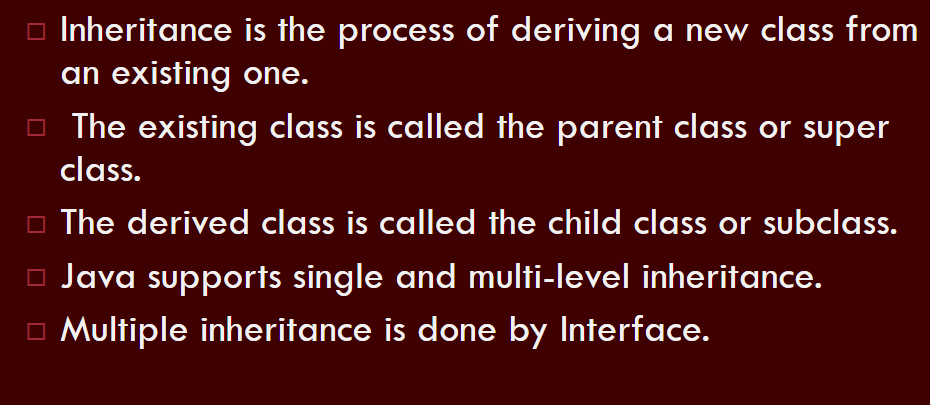 Inheritance is the process of deriving a new class from
an existing one.
The existing class is called the parent class or super
class.
The derived class is called the child class or subclass.
Java supports single and multi-level inheritance.
Multiple inheritance is done by Interface.